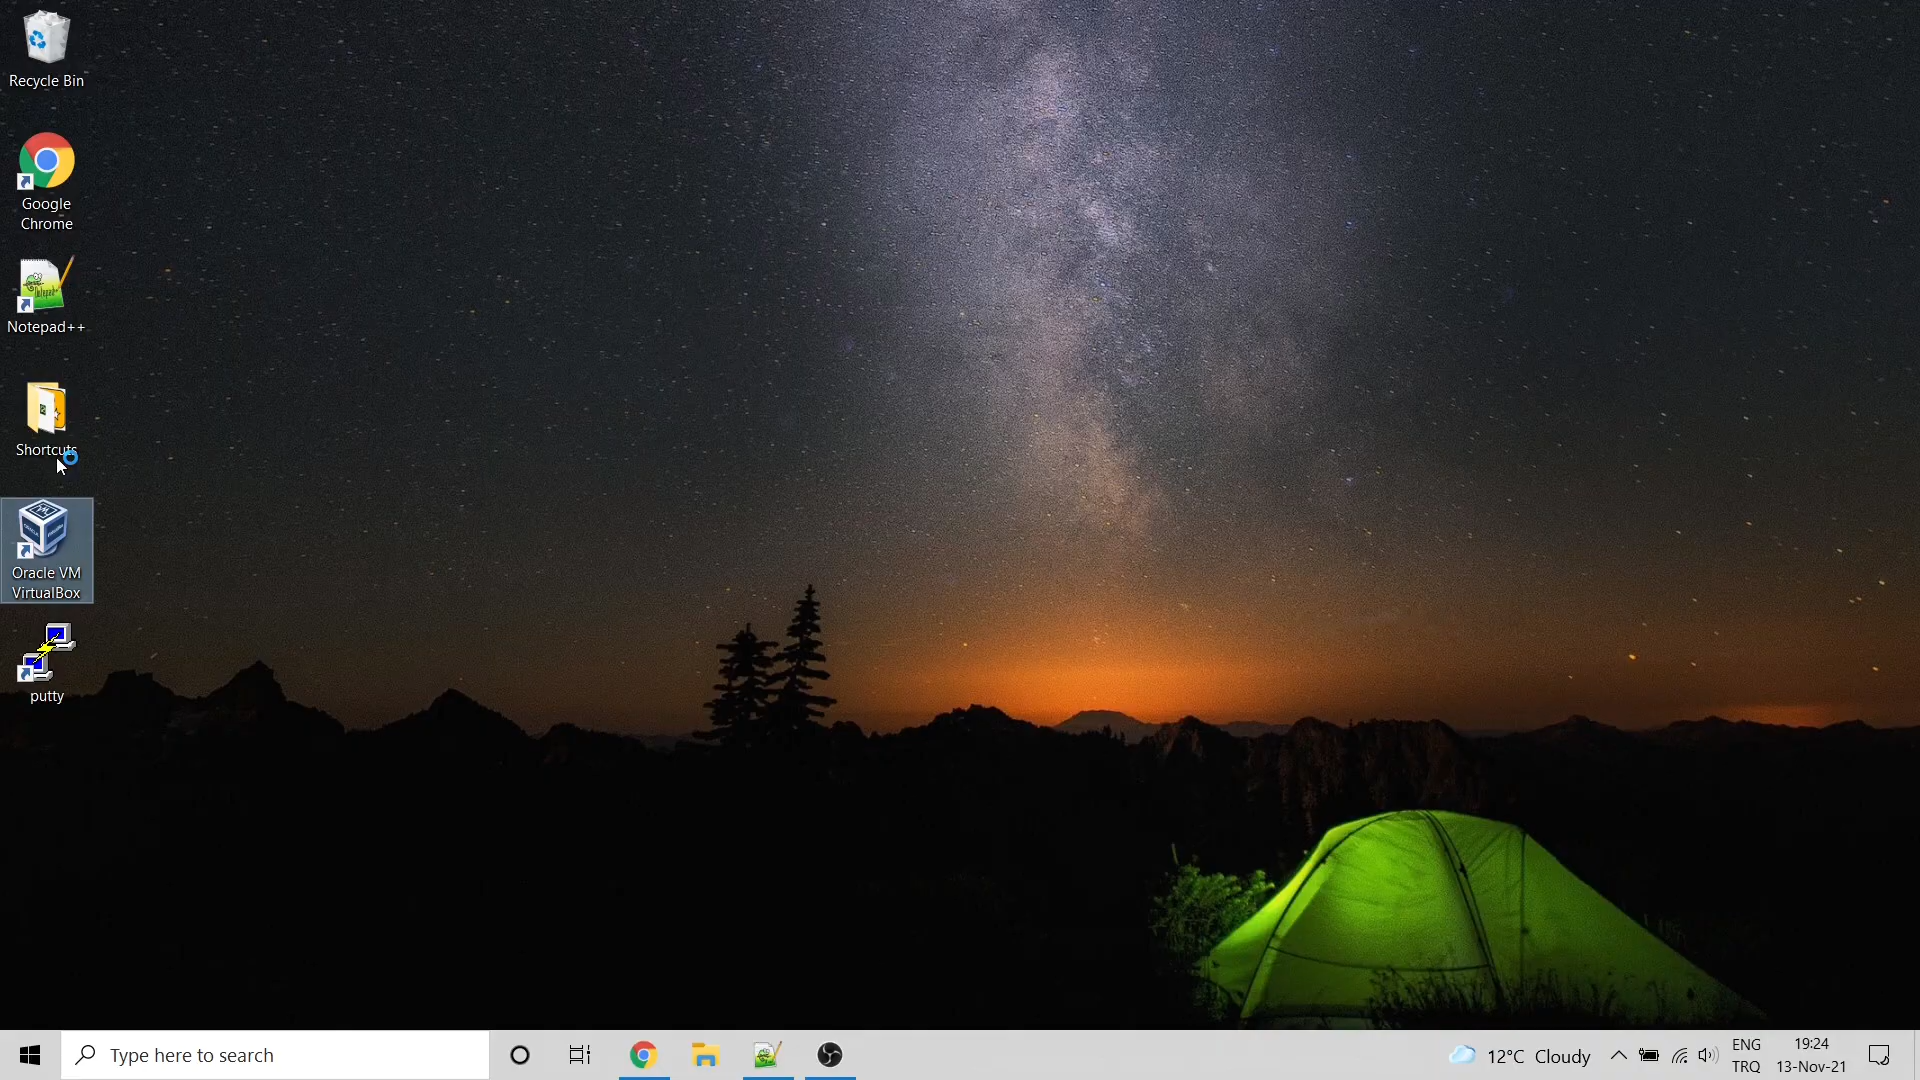 Recycle Bin
Google
Chrome
Notepad++
Shortcuts
Oracle VM
VirtualBox
putty
Type here to search
12°C Cloudy
ENG
TRQ
19:24
13-Nov-21